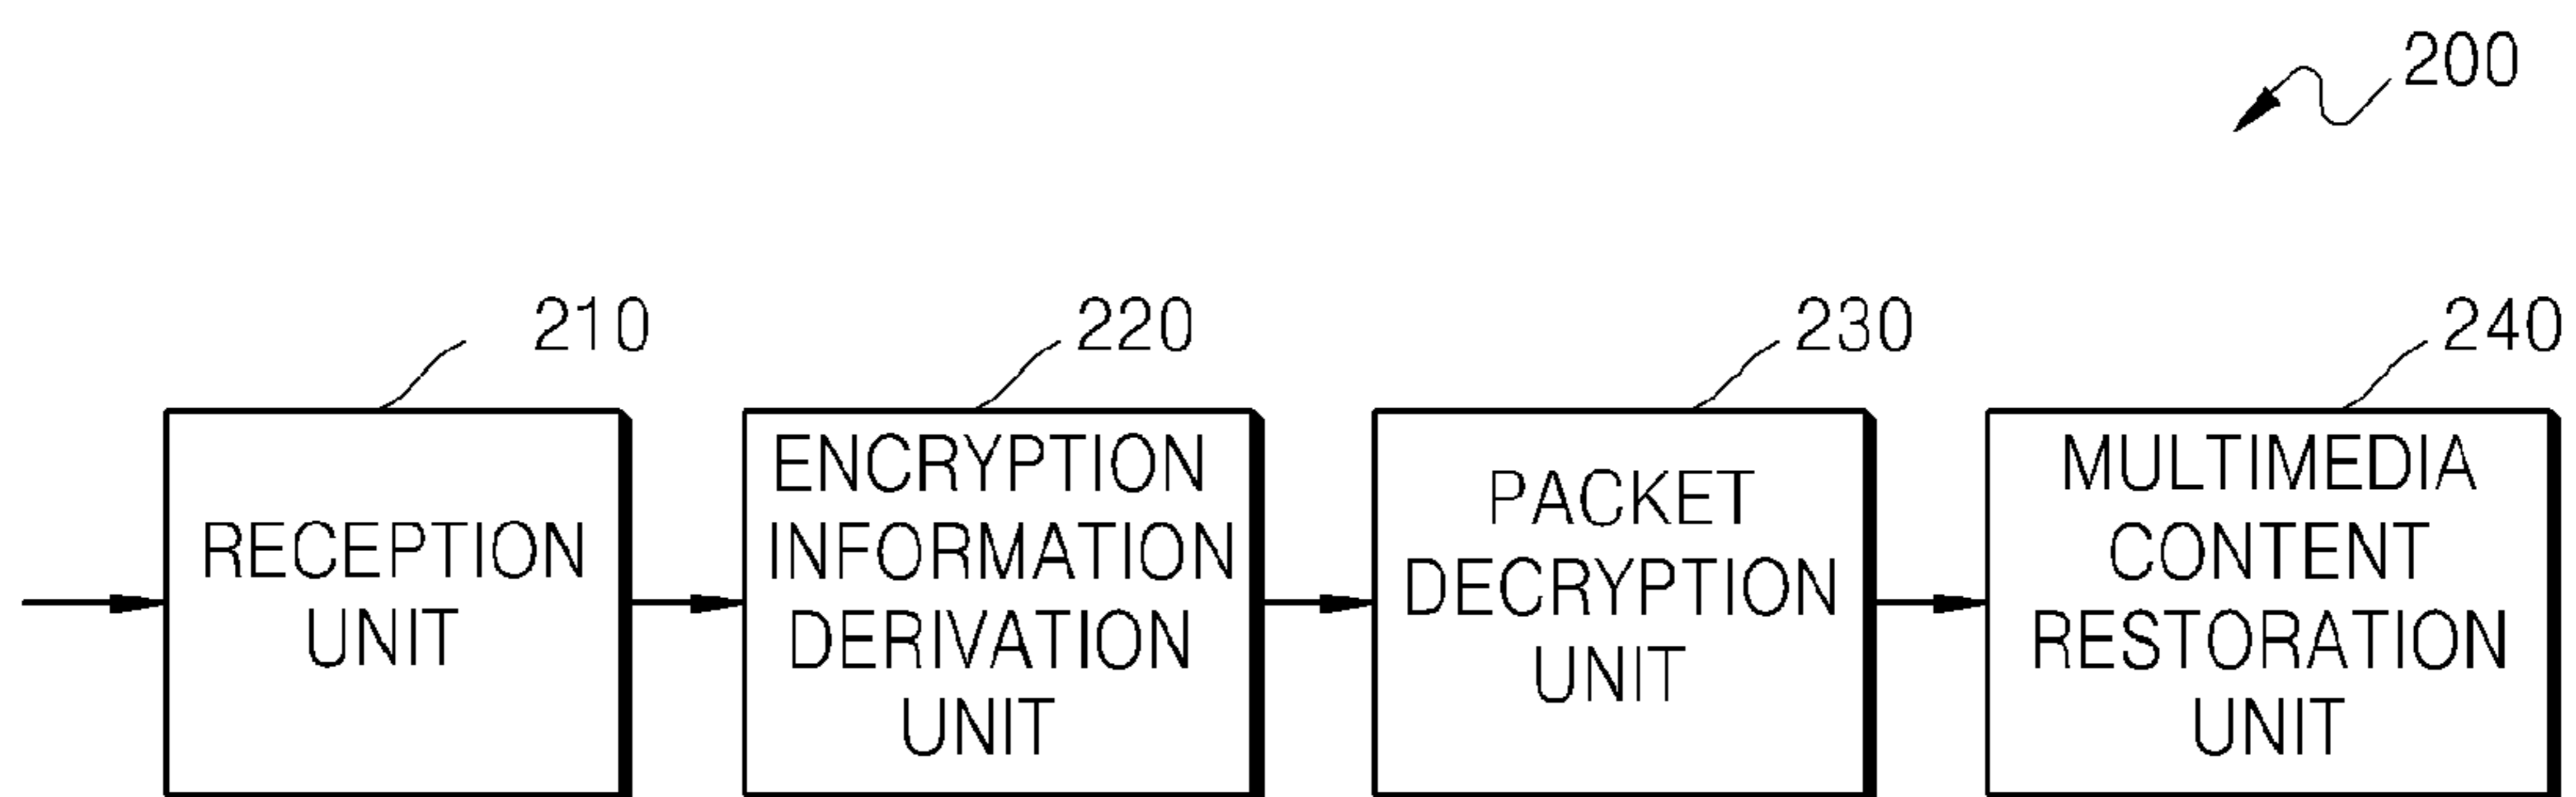 200
210
220
230
240
RECEPTION
UNIT
ENCRYPTION
INFORMATION
DERIVATION
UNIT
PACKET
DECRYPTION
UNIT
MULTIMEDIA
CONTENT
RESTORATION
UNIT